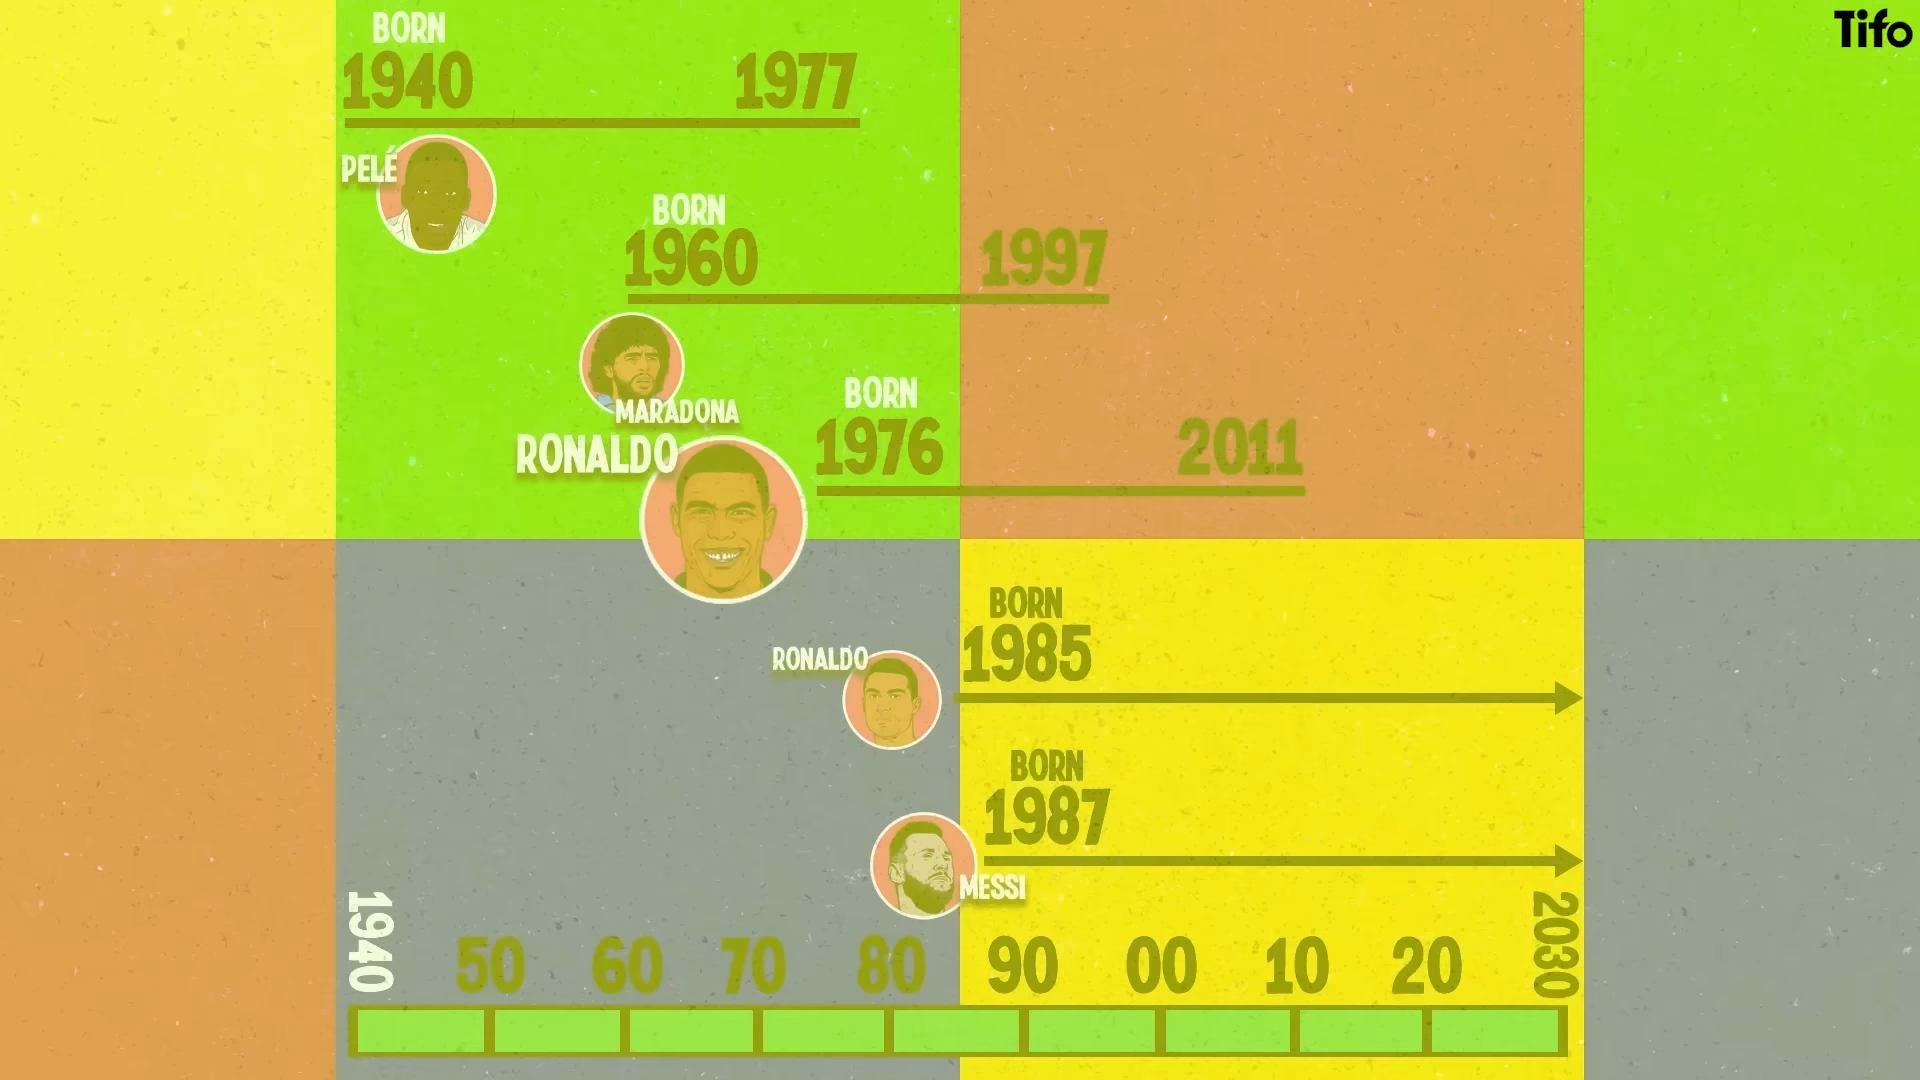 Tifo
BORN
1940 1977
PELÉ
BORN
1960 1997
MARADONA
BORN
1976 2011
RONALDO
BORN
1985
RONALDO
BORN
1987
MESSI
1940 50 60 70 80 90 00 10 20 2030